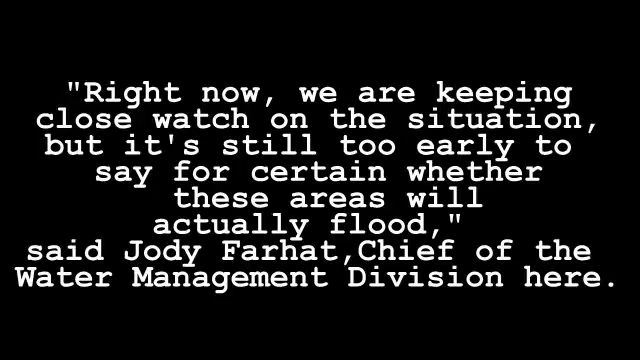 "Right now, we are keeping
close watch on the situation,
but it's still too early to
say for certain whether
these areas will
actually flood,"
said Jody Farhat,Chief of the
Water Management Division here.